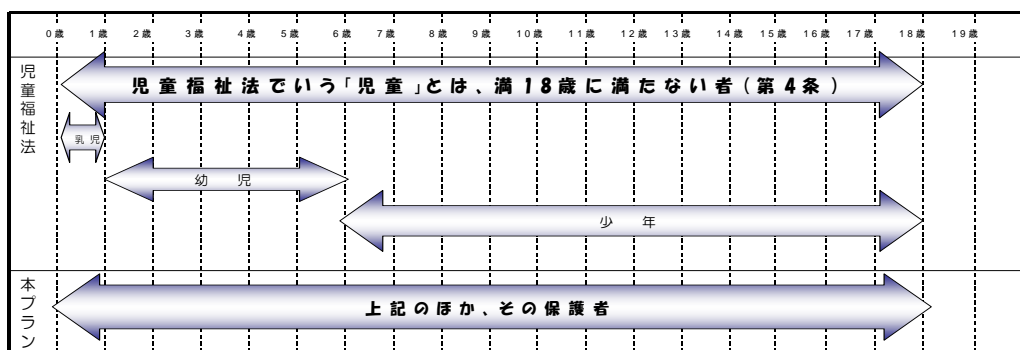 0歳 1歳 2歳 3歳 4歳 5歳 6歳 7歳 8歳 9歳 10歳 11歳 12歳 13歳 14歳 15歳 16歳 17歳 18歳 19歳
児童福祉法
児童福祉法でいう「児童」とは、満18歳に満たない者(第4条)
乳児
幼児
少年
本プラン
上記のほか、その保護者